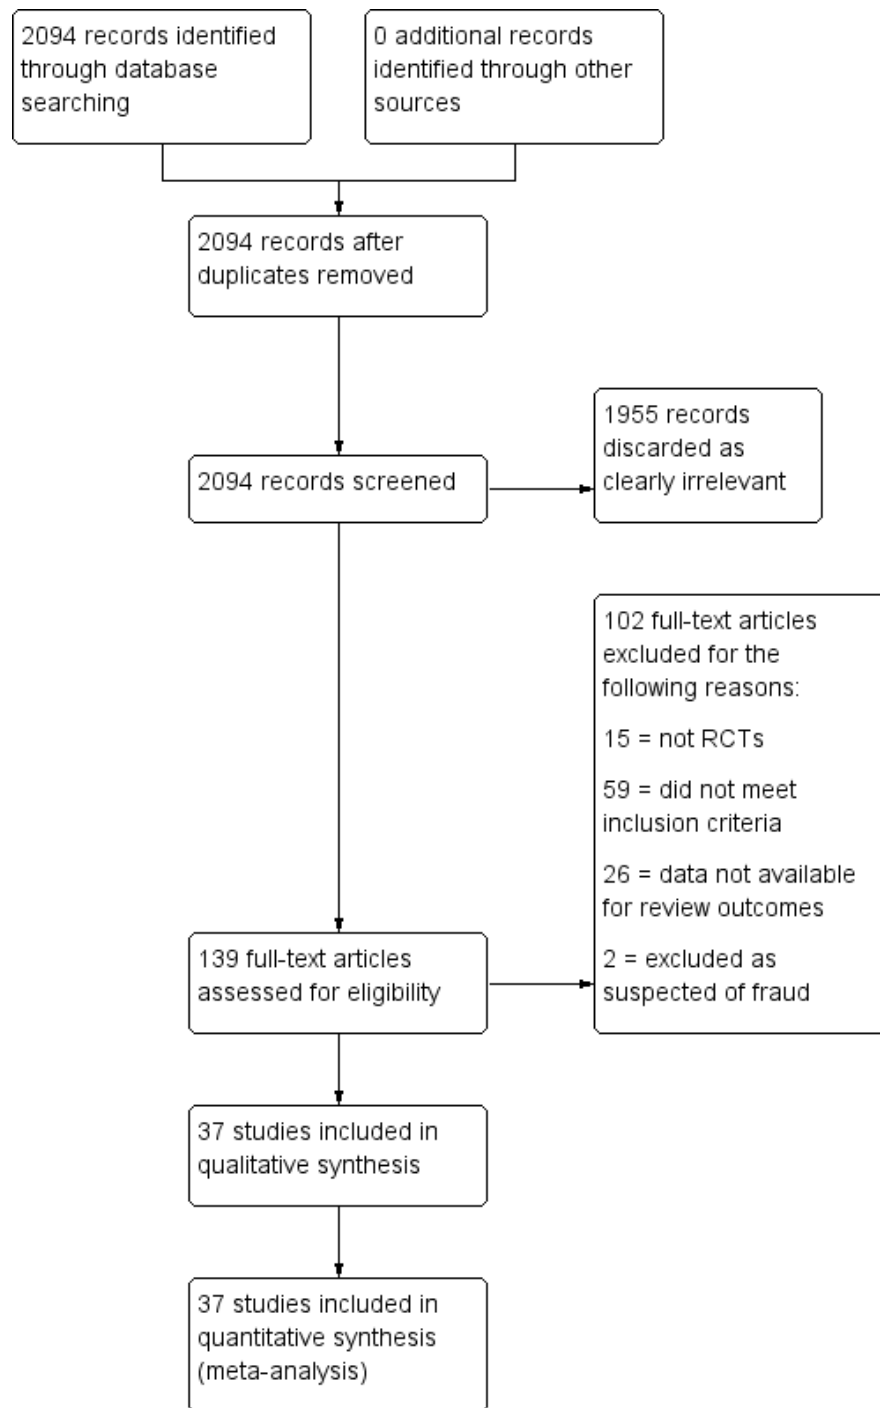 2094 records identified
through database
searching
0 additional records
identified through other
sources
2094 records after
duplicates removed
2094 records screened
1955 records
discarded as
clearly irrelevant
102 full-text articles
excluded for the
following reasons:
15 = not RCTs
59 = did not meet
inclusion criteria
26 = data not available
for review outcomes
2 = excluded as
suspected of fraud
139 full-text articles
assessed for eligibility
37 studies included in
qualitative synthesis
37 studies included in
quantitative synthesis
(meta-analysis)